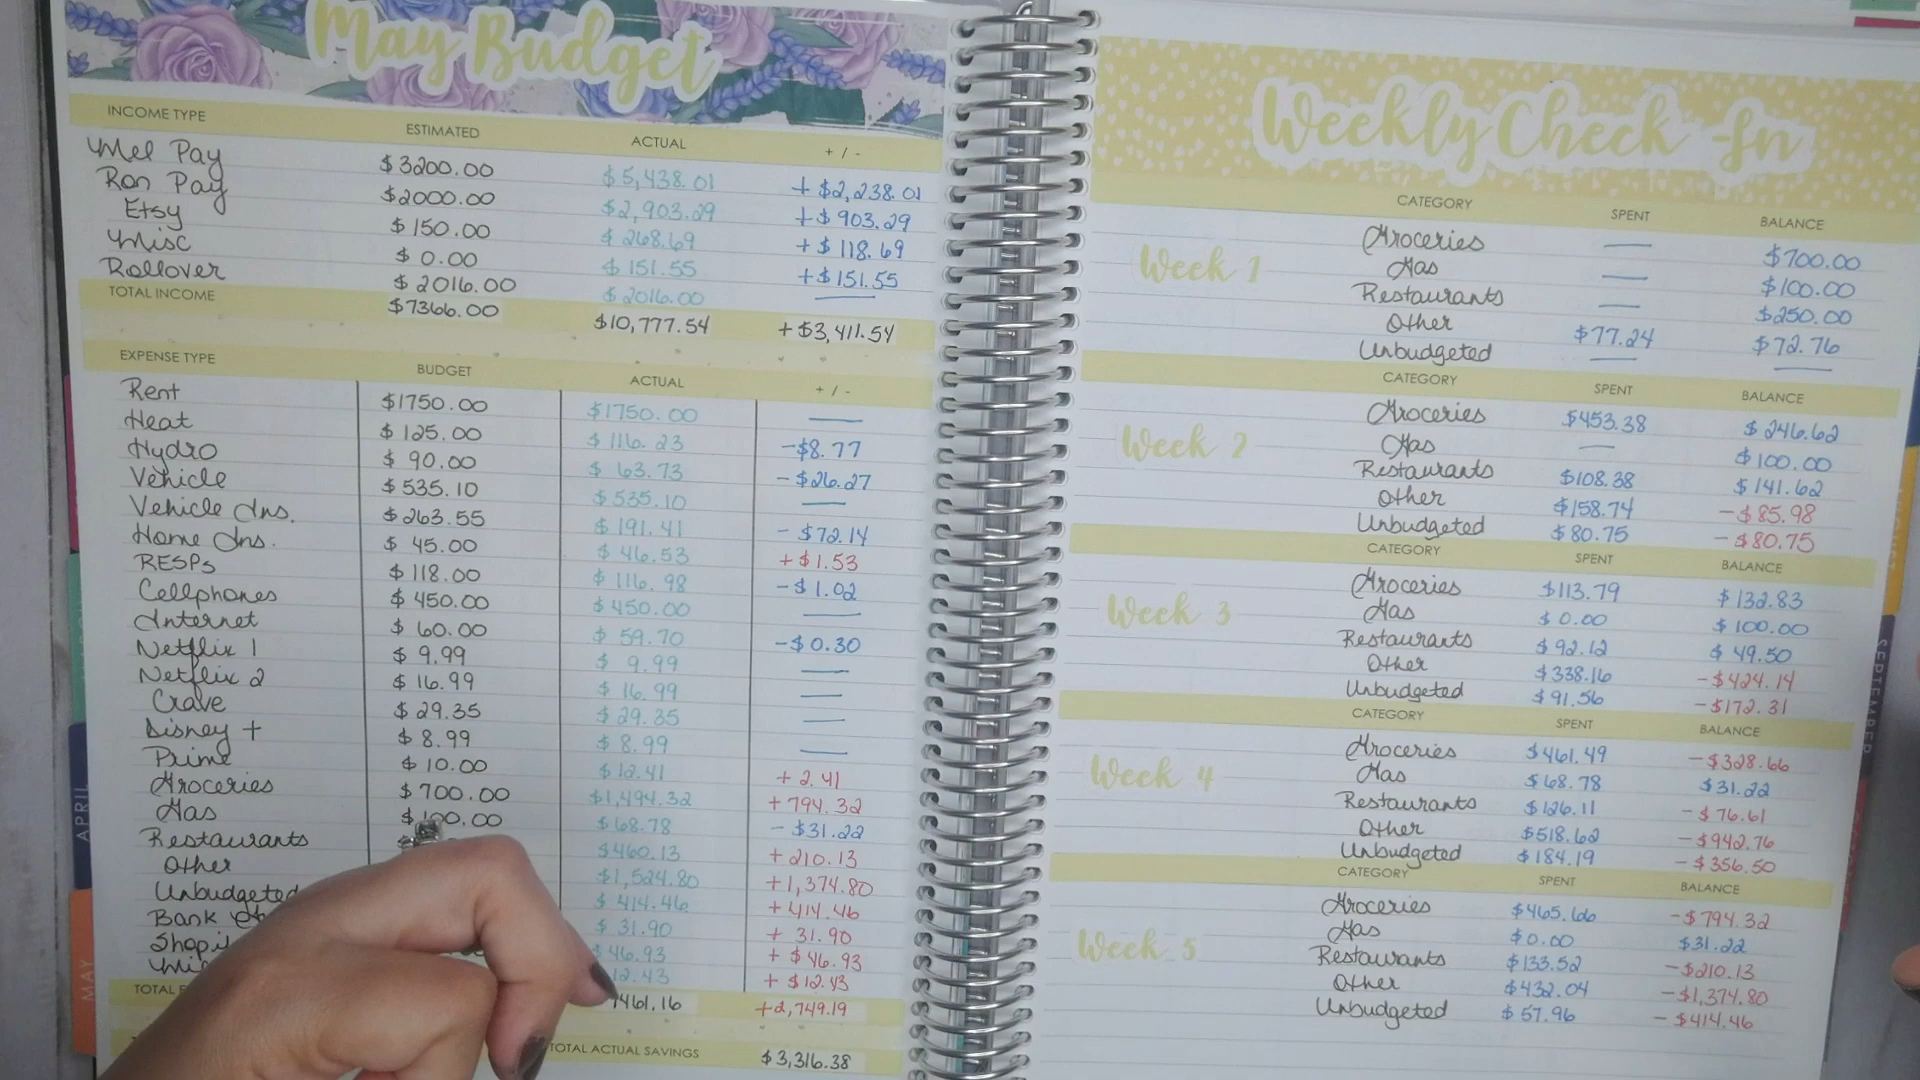 May Budget
INCOME TYPE ESTIMATED ACTUAL + / -
Mel Pay $3200.00 $5,438.01 + $2,238.01
Ron Pay $2000.00 $2,903.29 +$903.29
Etsy $150.00 $268.69 + $118.69
Misc $0.00 $151.55 +$151.55
Rollover $2016.00 $2016.00 —
TOTAL INCOME $7366.00 $10,777.54 +$3,411.54
EXPENSE TYPE BUDGET ACTUAL + / -
Rent $1750.00 $1750.00 —
Heat $125.00 $116.23 -$8.77
Hydro $90.00 $63.73 -$26.27
Vehicle $535.10 $535.10 —
Vehicle Ins. $263.55 $191.41 -$72.14
Home Ins. $45.00 $46.53 +$1.53
RESPs $118.00 $116.98 -$1.02
Cellphones $450.00 $450.00 —
Internet $60.00 $59.70 -$0.30
Netflix 1 $9.99 $9.99 —
Netflix 2 $16.99 $16.99 —
Crave $29.35 $29.35 —
Disney + $8.99 $8.99 —
Prime $10.00 $12.41 + 2.41
Groceries $700.00 $1,494.32 + 794.32
Gas $100.00 $68.78 - $31.22
Restaurants $460.13 + 210.13
Other $1,524.80 +1,374.80
Unbudgeted $414.46 +414.46
Bank $31.90 + 31.90
$46.93 + $46.93
12.43 + $12.43
TOTAL 7461.16 +2,749.19
TOTAL ACTUAL SAVINGS $3,316.38
Weekly Check-In
CATEGORY SPENT BALANCE
Week 1
Groceries — $700.00
Gas — $100.00
Restaurants — $250.00
Other $77.24 $72.76
Unbudgeted — —
CATEGORY SPENT BALANCE
Week 2
Groceries $453.38 $246.62
Gas — $100.00
Restaurants $108.38 $141.62
Other $158.74 -$85.98
Unbudgeted $80.75 -$80.75
CATEGORY SPENT BALANCE
Week 3
Groceries $113.79 $132.83
Gas $0.00 $100.00
Restaurants $92.12 $49.50
Other $338.16 -$424.14
Unbudgeted $91.56 -$172.31
CATEGORY SPENT BALANCE
Week 4
Groceries $461.49 -$328.66
Gas $68.78 $31.22
Restaurants $126.11 -$76.61
Other $518.62 -$942.76
Unbudgeted $184.19 -$356.50
CATEGORY SPENT BALANCE
Week 5
Groceries $465.66 -$794.32
Gas $0.00 $31.22
Restaurants $133.52 -$210.13
Other $432.04 -$1,374.80
Unbudgeted $57.96 -$414.46
APRIL
MAY
SEPTEMBER